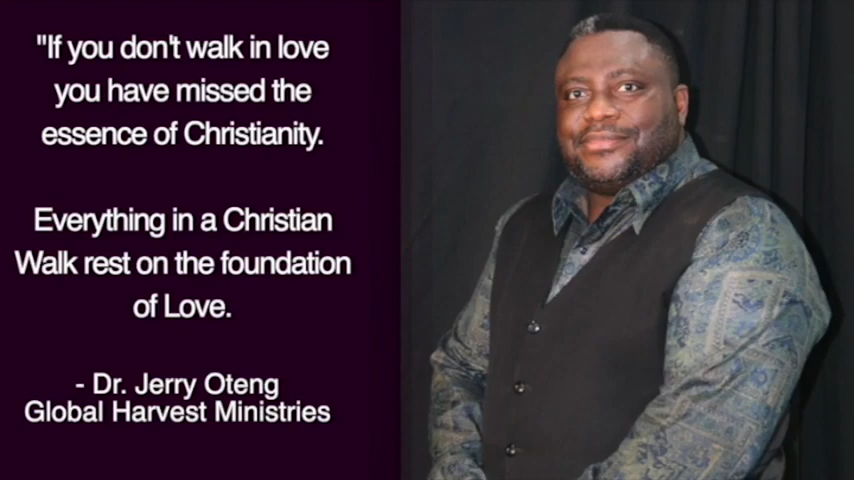 "If you don't walk in love
you have missed the
essence of Christianity.
Everything in a Christian
Walk rest on the foundation
of Love.
- Dr. Jerry Oteng
Global Harvest Ministries